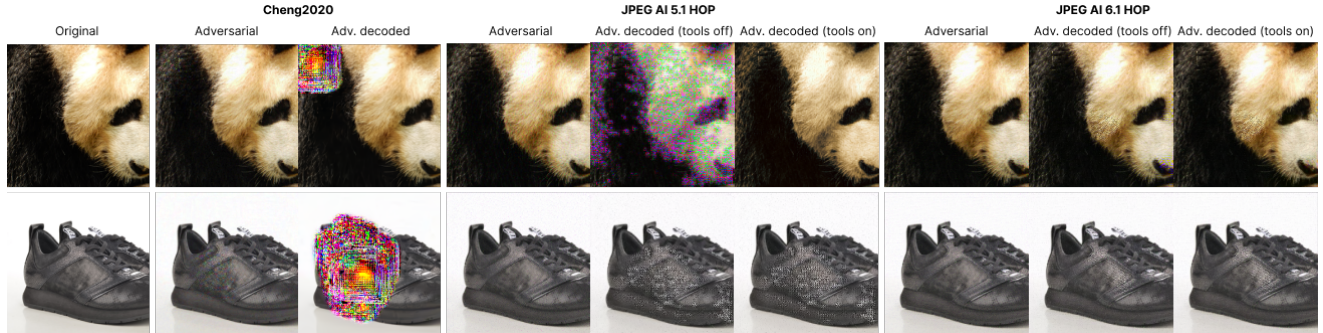 Cheng2020 JPEG AI 5.1 HOP JPEG AI 6.1 HOP
Original Adversarial Adv. decoded Adversarial Adv. decoded (tools off) Adv. decoded (tools on) Adversarial Adv. decoded (tools off) Adv. decoded (tools on)